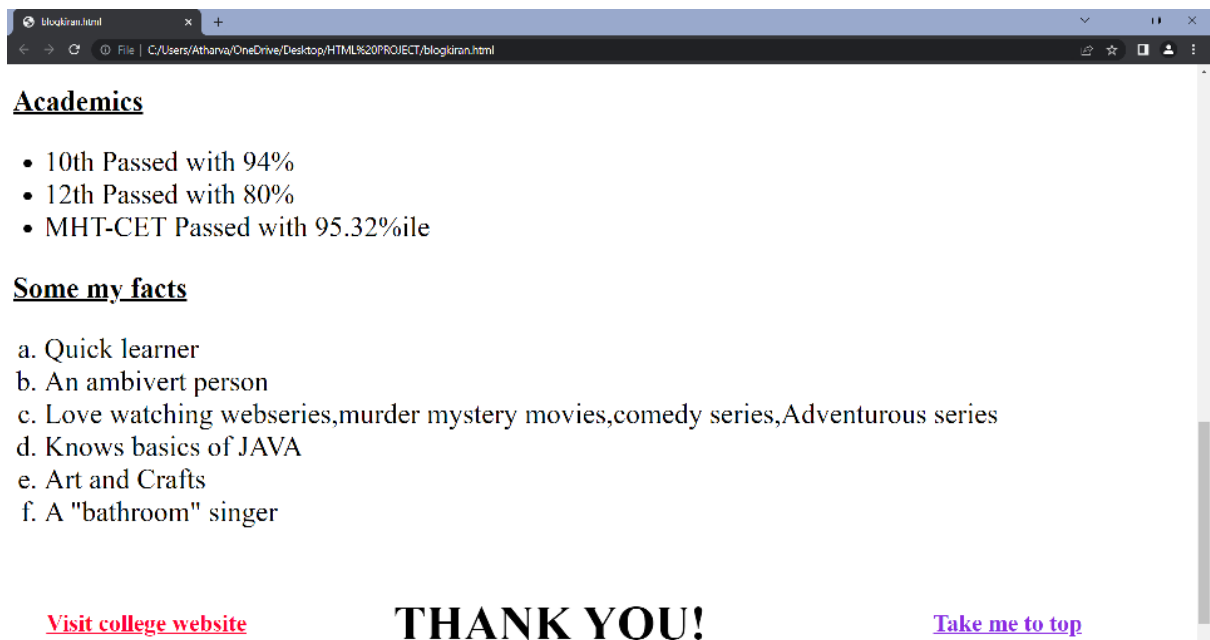 blogkiran.html
File | C:/Users/Atharva/OneDrive/Desktop/HTML%20PROJECT/blogkiran.html
Academics
• 10th Passed with 94%
• 12th Passed with 80%
• MHT-CET Passed with 95.32%ile
Some my facts
a. Quick learner
b. An ambivert person
c. Love watching webseries,murder mystery movies,comedy series,Adventurous series
d. Knows basics of JAVA
e. Art and Crafts
f. A "bathroom" singer
Visit college website THANK YOU! Take me to top